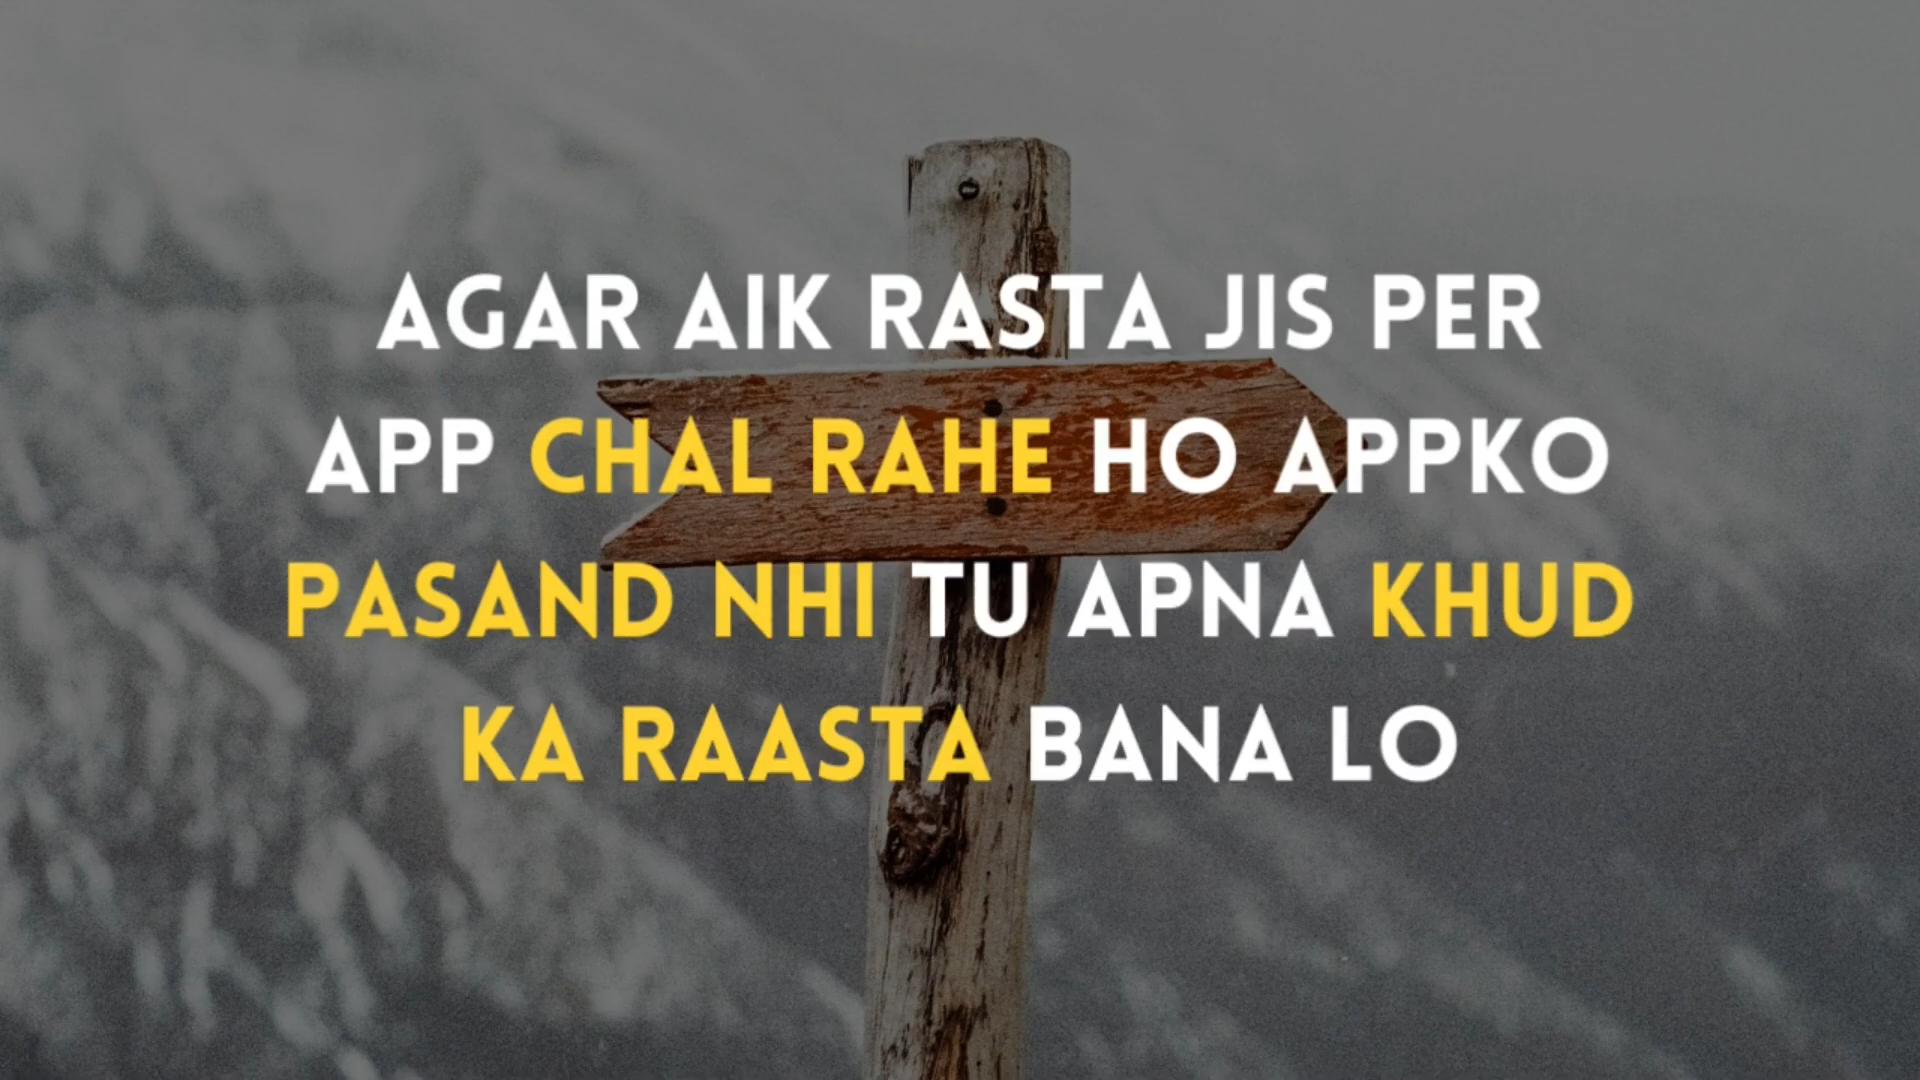 AGAR AIK RASTA JIS PER
APP CHAL RAHE HO APPKO
PASAND NHI TU APNA KHUD
KA RAASTA BANA LO